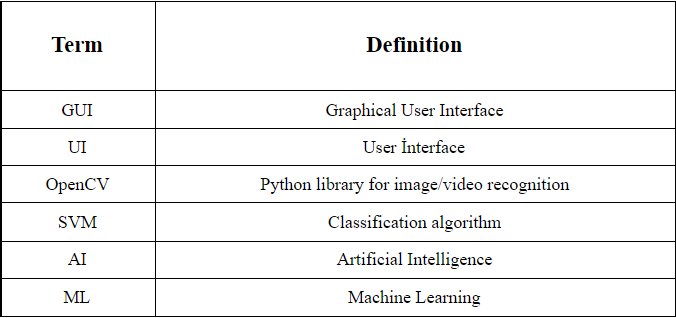 Term Definition
GUI Graphical User Interface
UI User İnterface
OpenCV Python library for image/video recognition
SVM Classification algorithm
AI Artificial Intelligence
ML Machine Learning